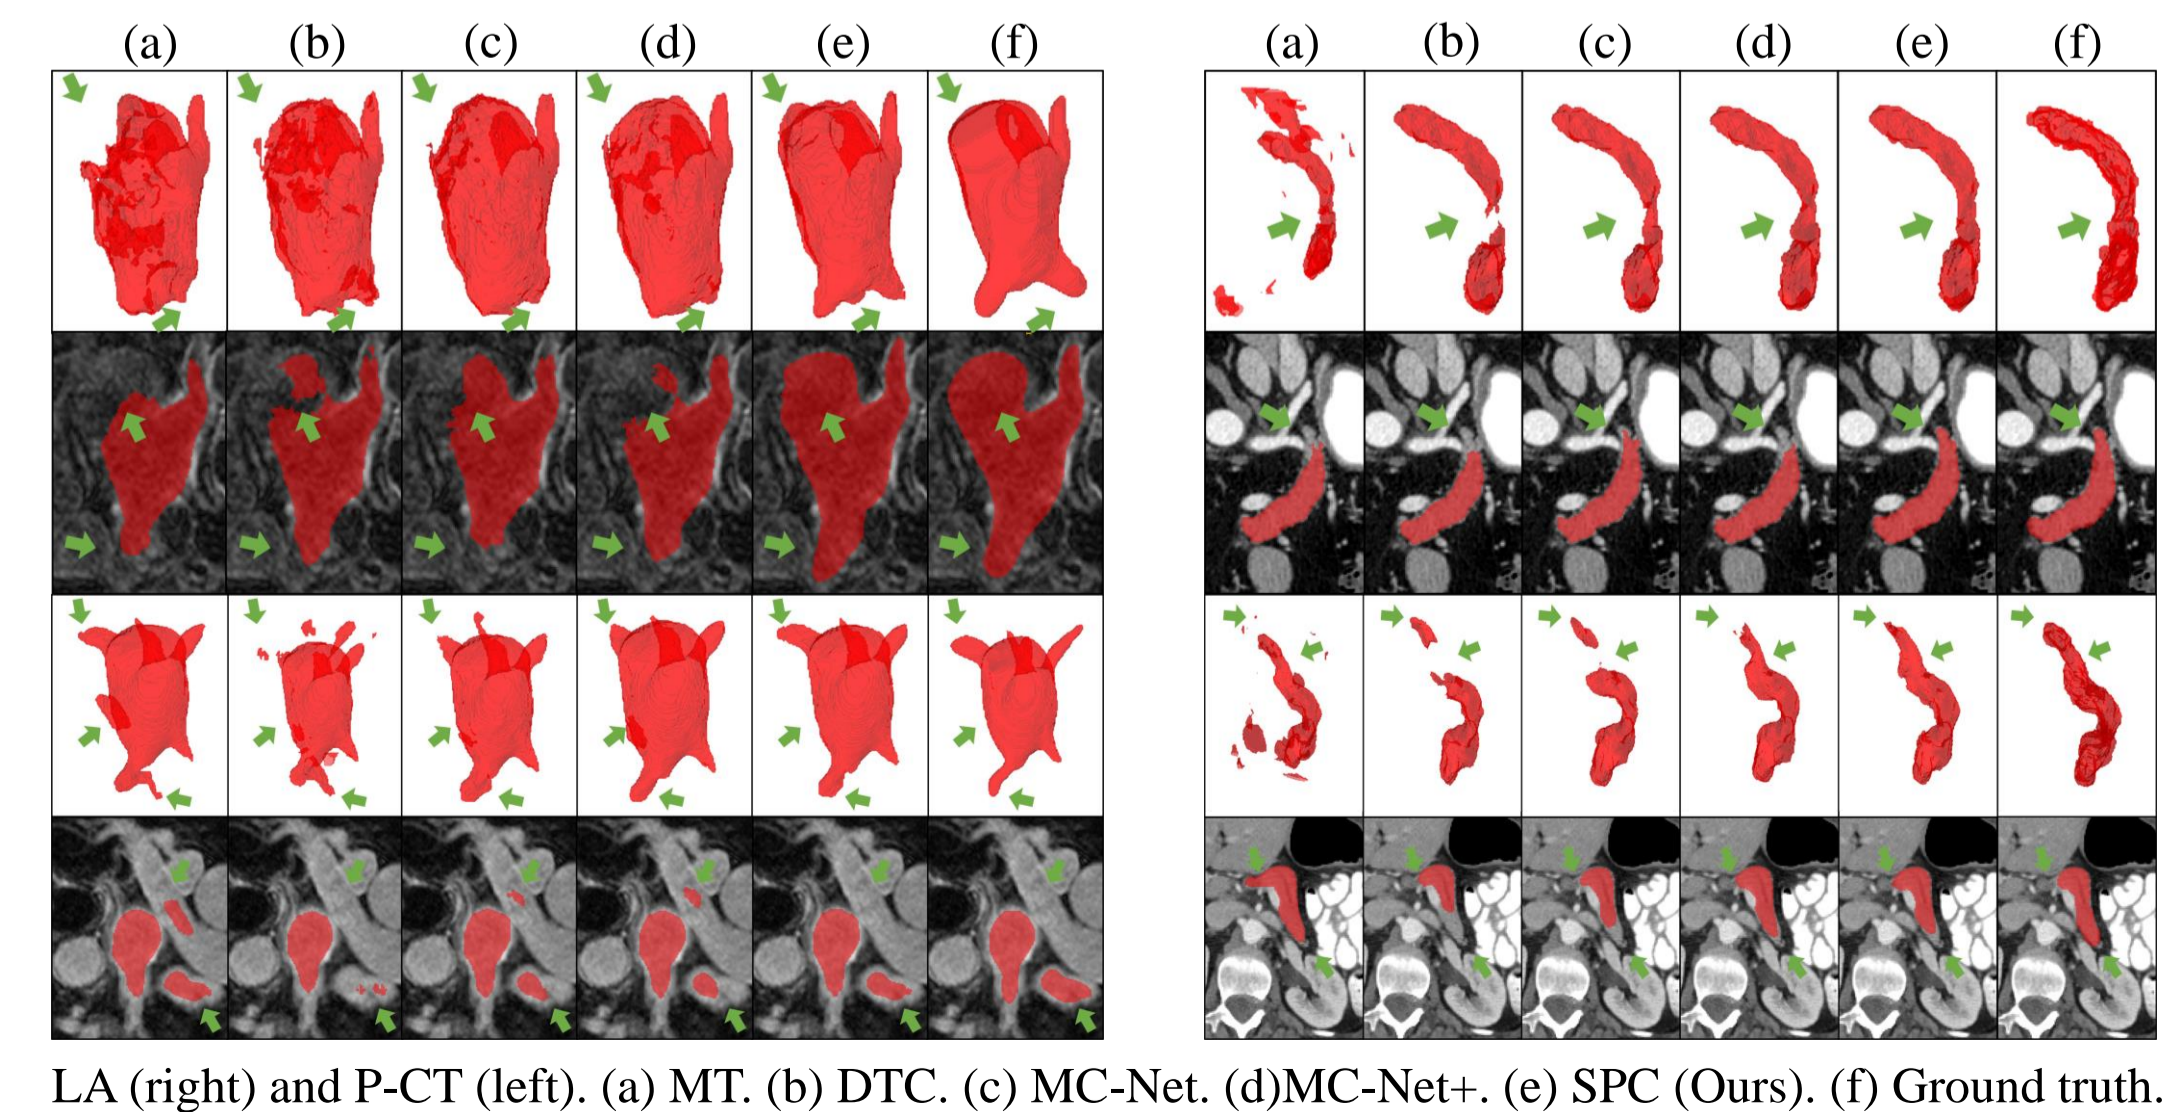 (a) (b) (c) (d) (e) (f) (a) (b) (c) (d) (e) (f)
LA (right) and P-CT (left). (a) MT. (b) DTC. (c) MC-Net. (d)MC-Net+. (e) SPC (Ours). (f) Ground truth.